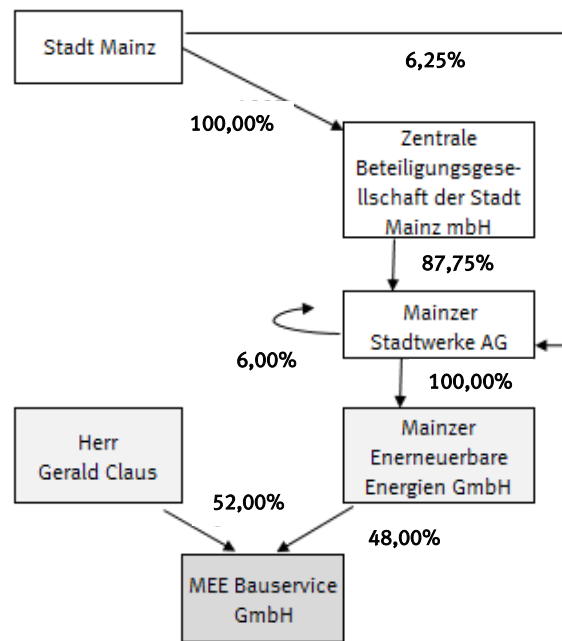 Stadt Mainz
6,25%
100,00%
Zentrale
Beteiligungsgese-
llschaft der Stadt
Mainz mbH
87,75%
Mainzer
Stadtwerke AG
6,00%
100,00%
Herr
Gerald Claus
Mainzer
Enerneuerbare
Energien GmbH
52,00%
48,00%
MEE Bauservice
GmbH